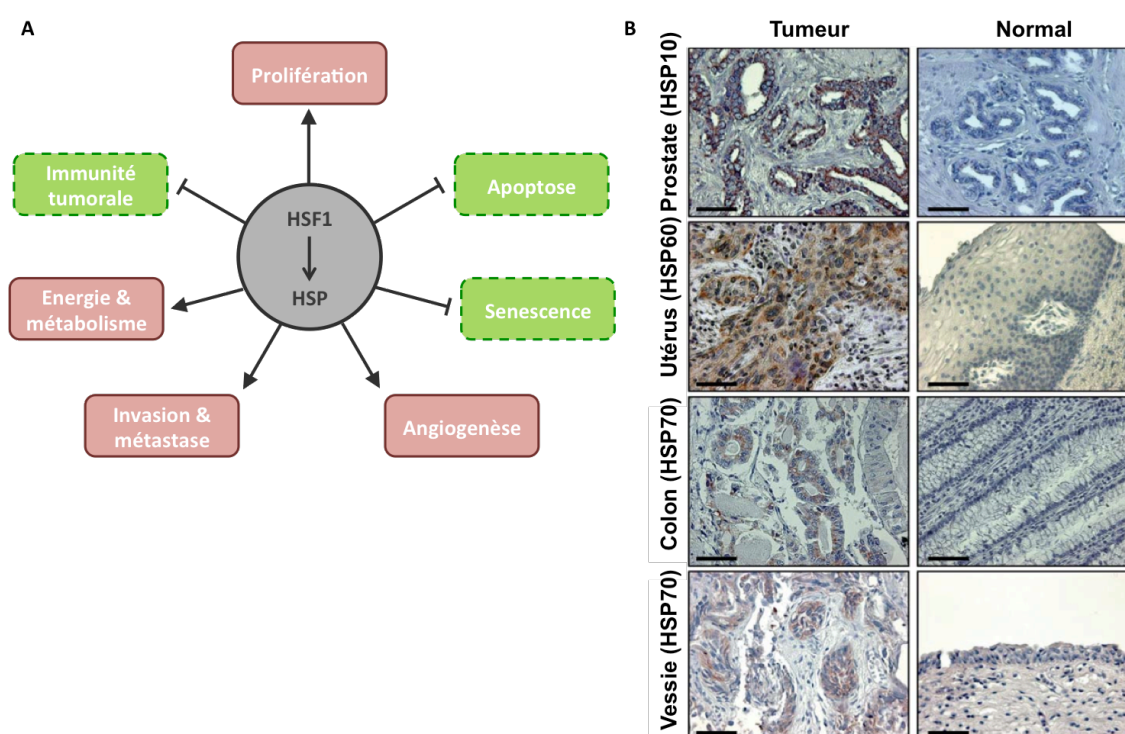 A
Prolifération
Immunité
tumorale
Apoptose
HSF1
HSP
Energie &
métabolisme
Senescence
Invasion &
métastase
Angiogenèse
B
Tumeur
Normal
Prostate (HSP10)
Utérus (HSP60)
Colon (HSP70)
Vessie (HSP70)